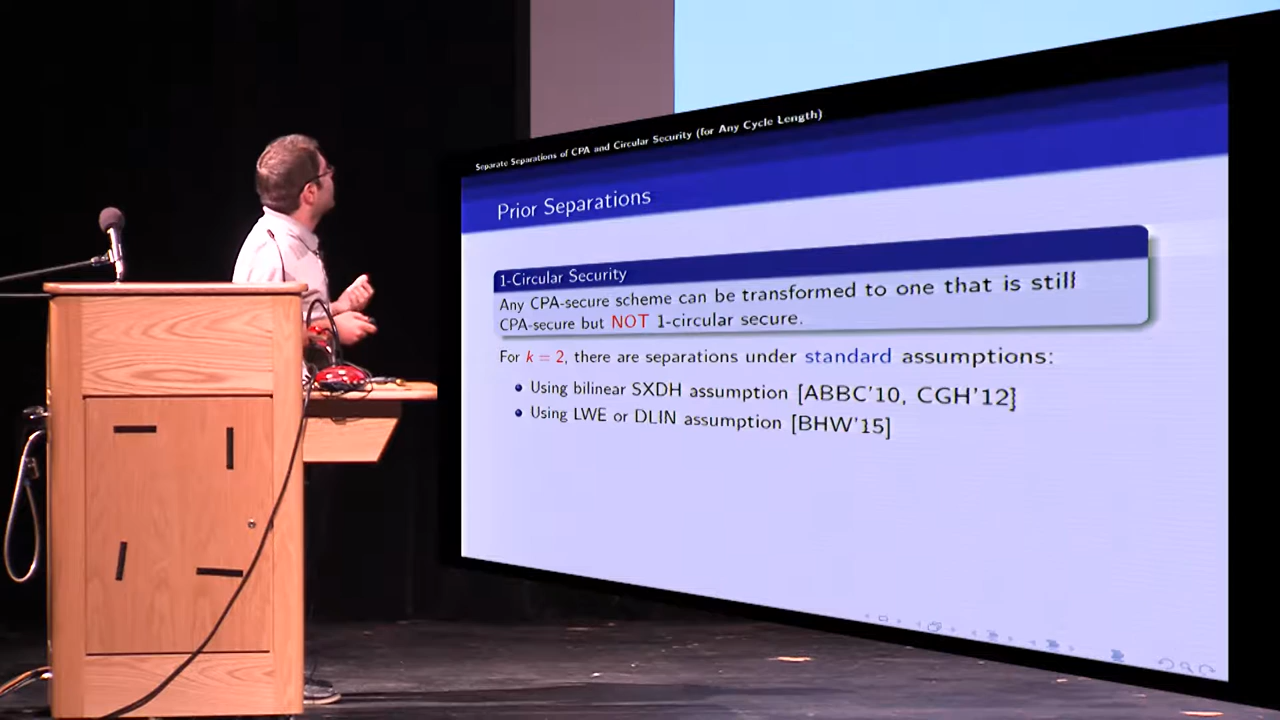 Separate Separations of CPA and Circular Security (for Any Cycle Length)
Prior Separations
1-Circular Security
Any CPA-secure scheme can be transformed to one that is still
CPA-secure but NOT 1-circular secure.
For k = 2, there are separations under standard assumptions:
Using bilinear SXDH assumption [ABBC'10, CGH'12]
Using LWE or DLIN assumption [BHW'15]